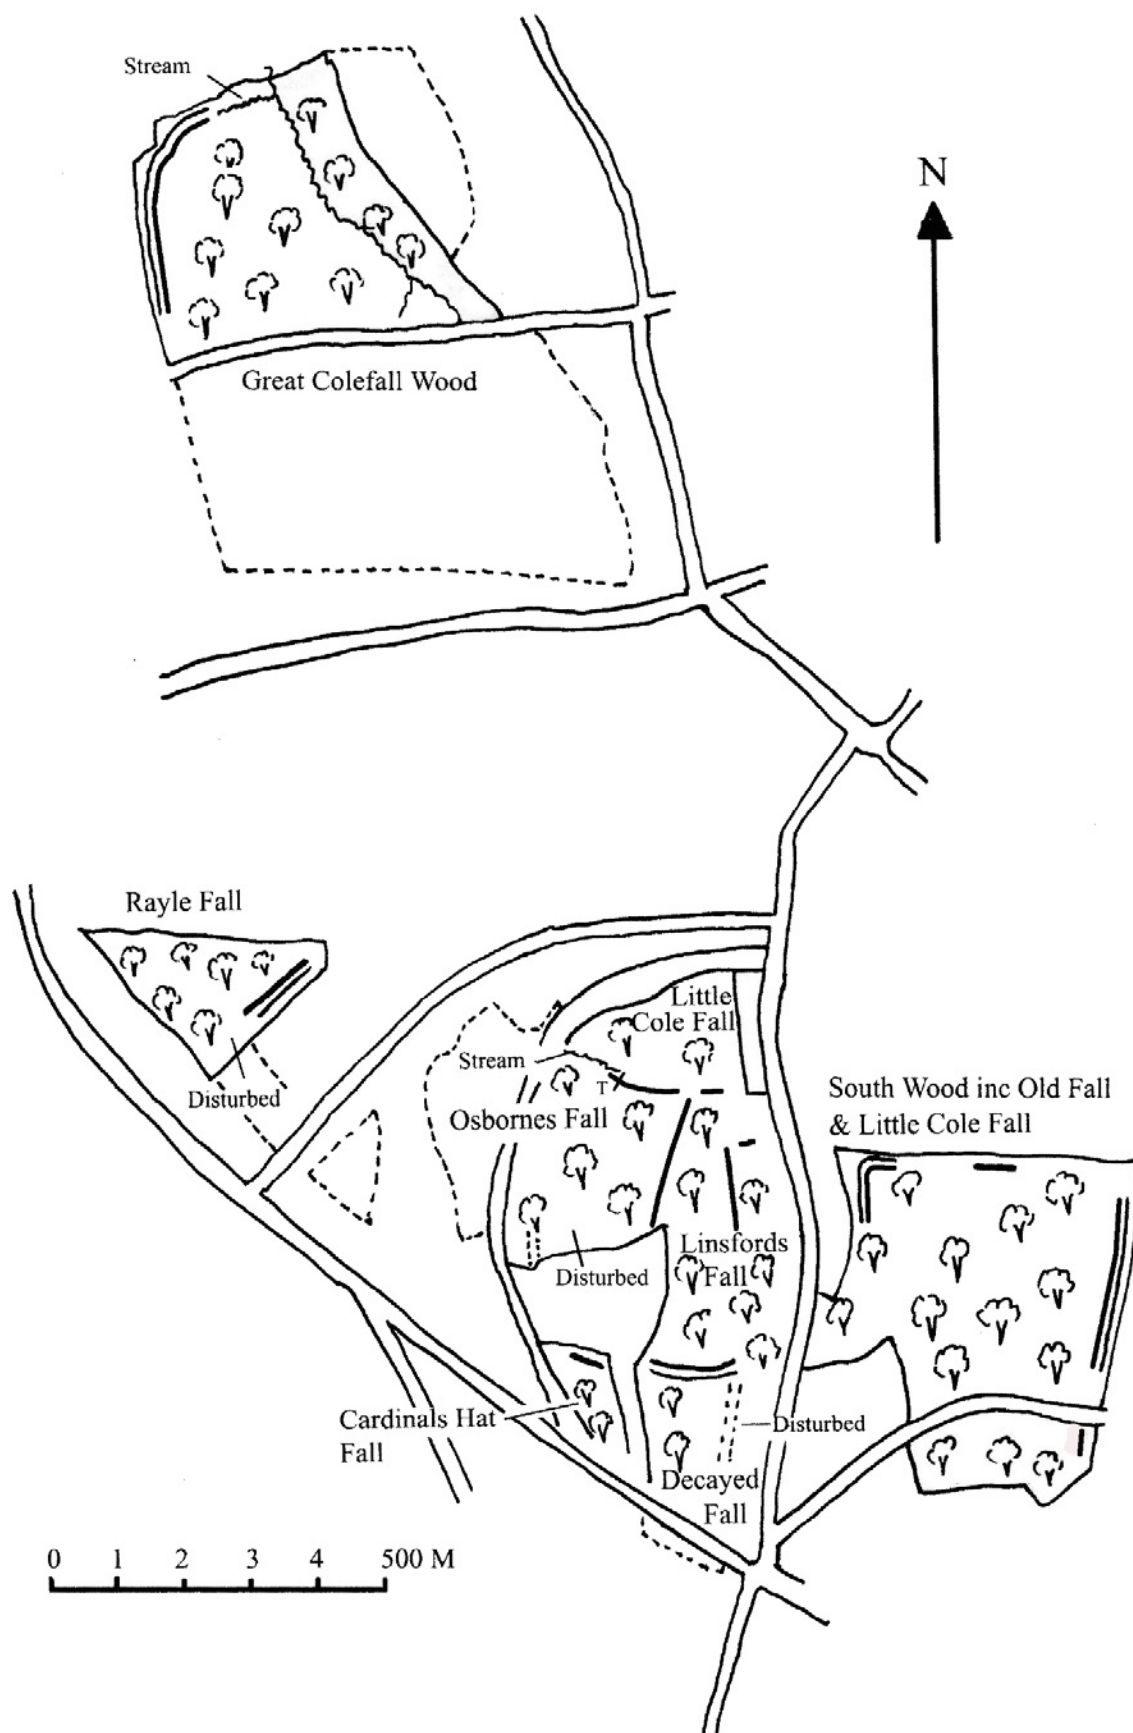 Stream
N
Great Colefall Wood
Rayle Fall
Disturbed
Little
Cole Fall
Stream
T
Osbornes Fall
South Wood inc Old Fall
& Little Cole Fall
Linsfords
Fall
Disturbed
Cardinals Hat
Fall
Disturbed
Decayed
Fall
0 1 2 3 4 500 M